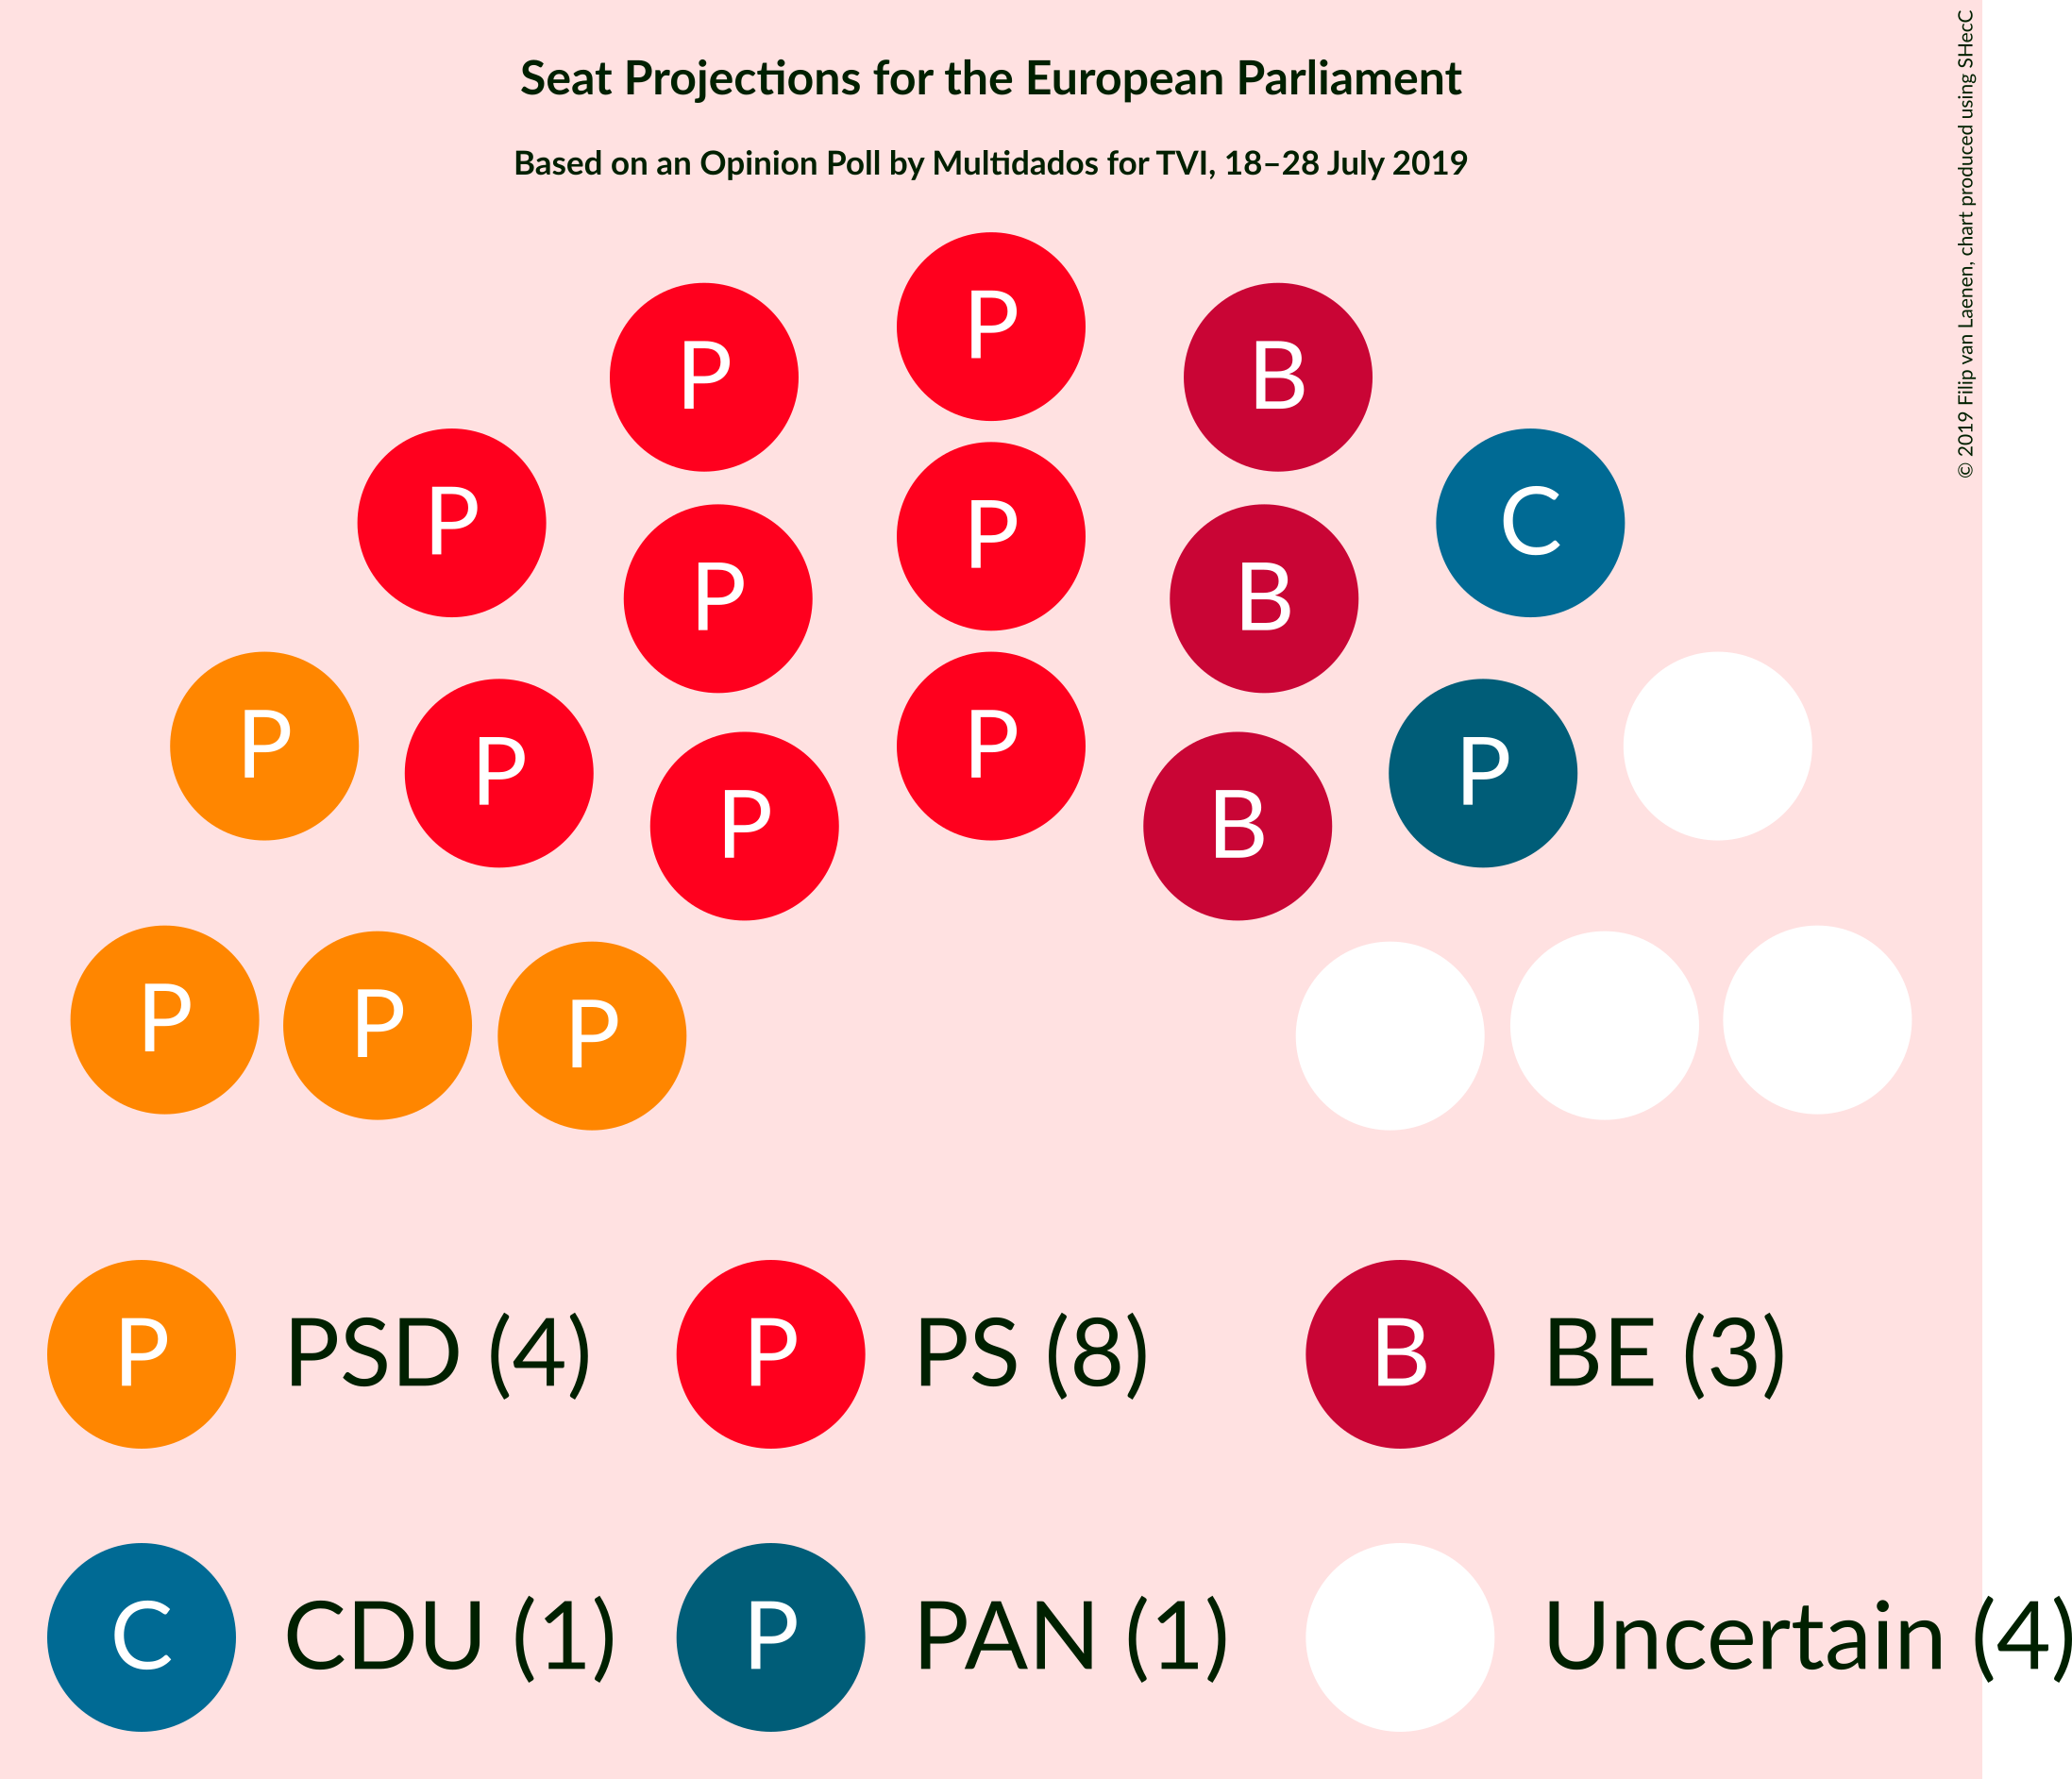 Seat Projections for the European Parliament
Based on an Opinion Poll by Multidados for TVI, 18–28 July 2019
© 2019 Filip van Laenen, chart produced using SHecC
P
P
B
P
C
P
P
B
P
P
P
P
P
B
P
P
P
P PSD (4) P PS (8) B BE (3)
C CDU (1) P PAN (1) Uncertain (4)